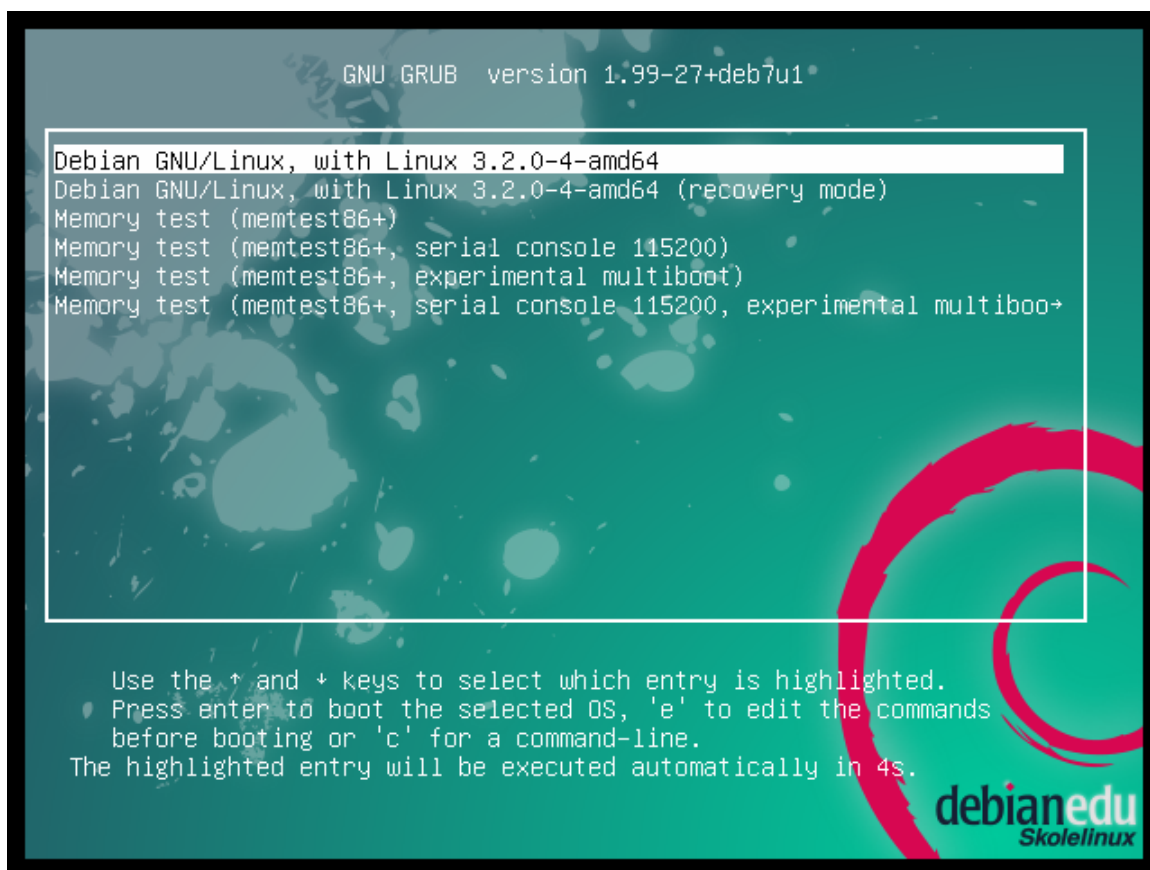 GNU GRUB  version 1.99-27+deb7u1
Debian GNU/Linux, with Linux 3.2.0-4-amd64
Debian GNU/Linux, with Linux 3.2.0-4-amd64 (recovery mode)
Memory test (memtest86+)
Memory test (memtest86+, serial console 115200)
Memory test (memtest86+, experimental multiboot)
Memory test (memtest86+, serial console 115200, experimental multiboo→
Use the ↑ and ↓ keys to select which entry is highlighted.
Press enter to boot the selected OS, 'e' to edit the commands
before booting or 'c' for a command-line.
The highlighted entry will be executed automatically in 4s.
debianedu
Skolelinux